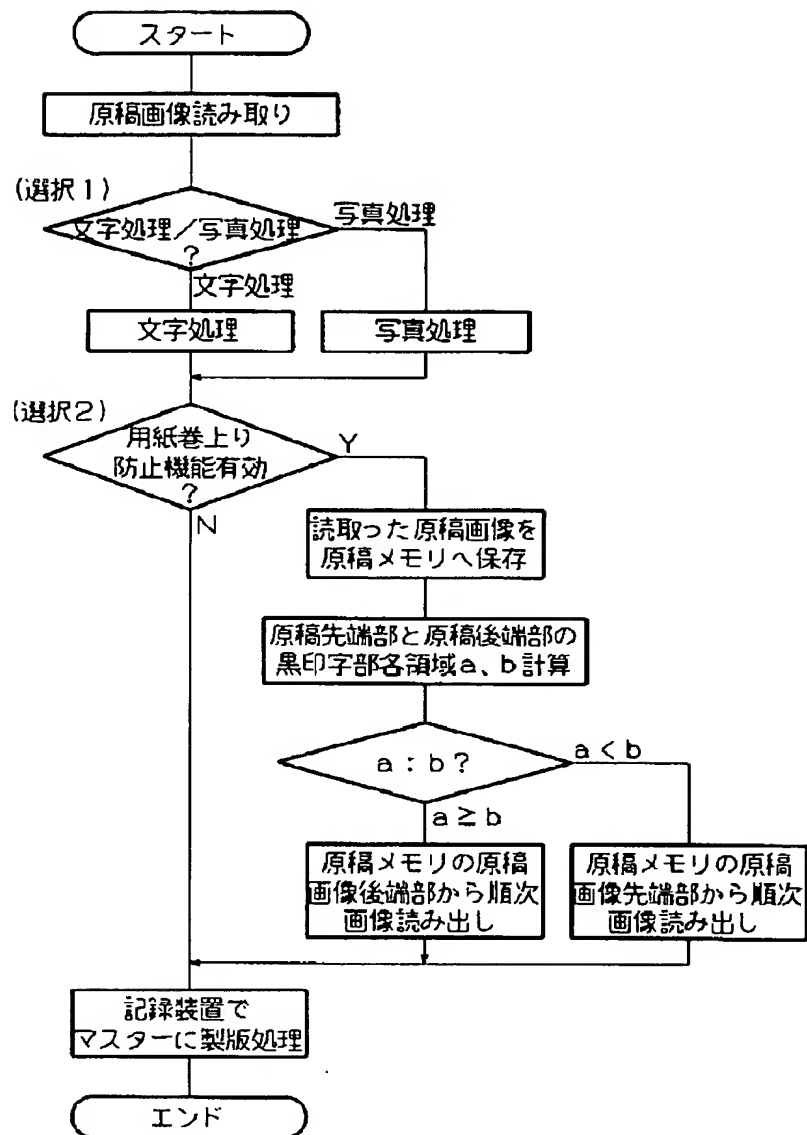 スタート
原稿画像読み取り
(選択1)
文字処理/写真処理
?
写真処理
文字処理
文字処理
写真処理
(選択2)
用紙巻上り
防止機能有効
?
Y
N
読取った原稿画像を
原稿メモリへ保存
原稿先端部と原稿後端部の
黒印字部各領域a、b計算
a:b?
a<b
a≥b
原稿メモリの原稿
画像後端部から順次
画像読み出し
原稿メモリの原稿
画像先端部から順次
画像読み出し
記録装置で
マスターに製版処理
エンド